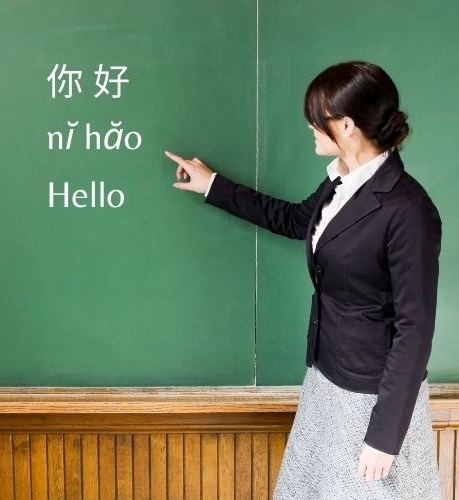 你 好
nĭ hăo
Hello